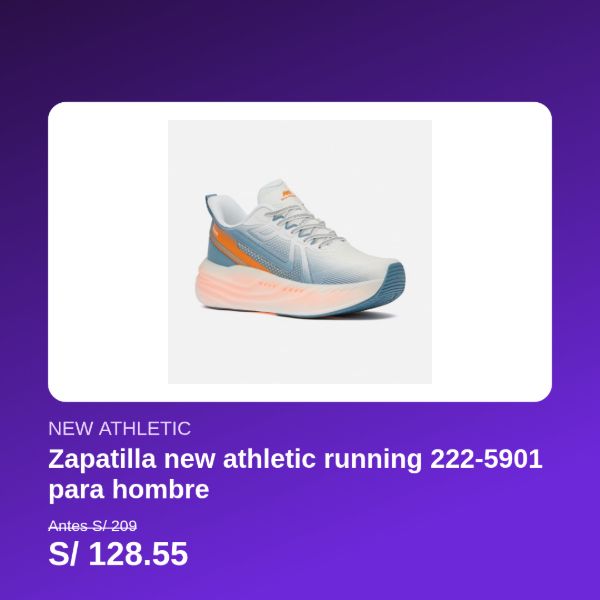 NEW ATHLETIC
Zapatilla new athletic running 222-5901
para hombre
Antes S/ 209
S/ 128.55